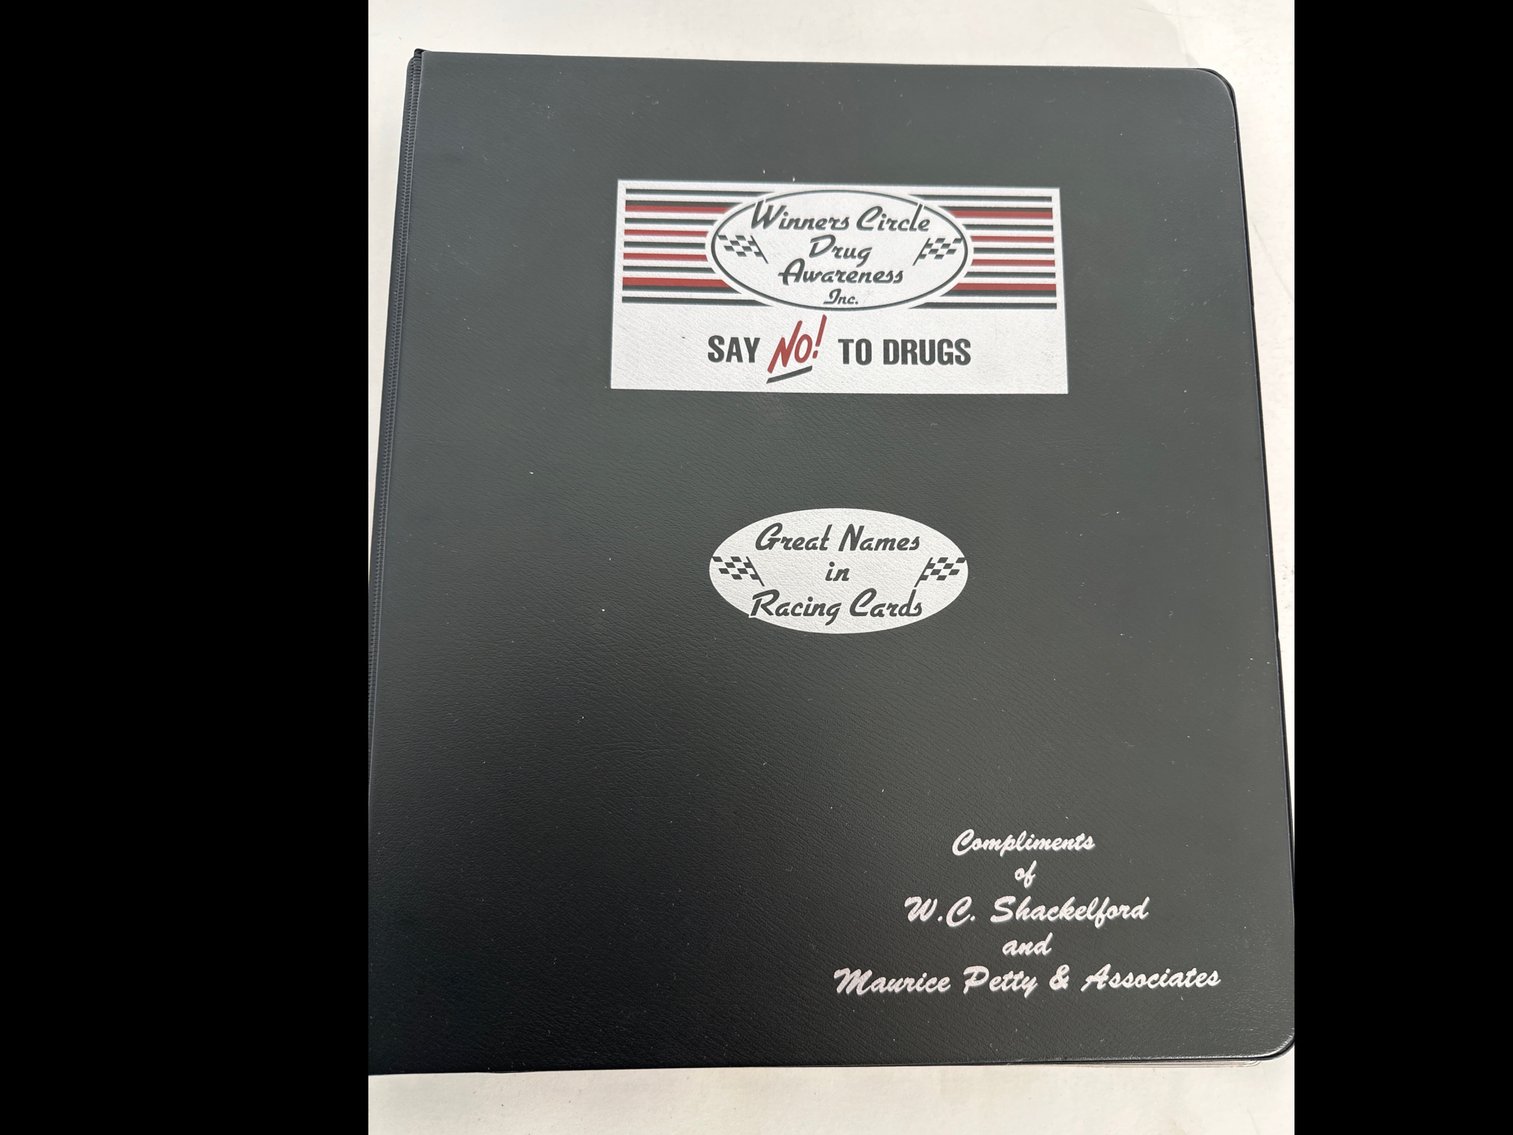 Winners Circle
Drug
Awareness
Inc.
SAY NO! TO DRUGS
Great Names
in
Racing Cards
Compliments
of
W.C. Shackelford
and
Maurice Petty & Associates